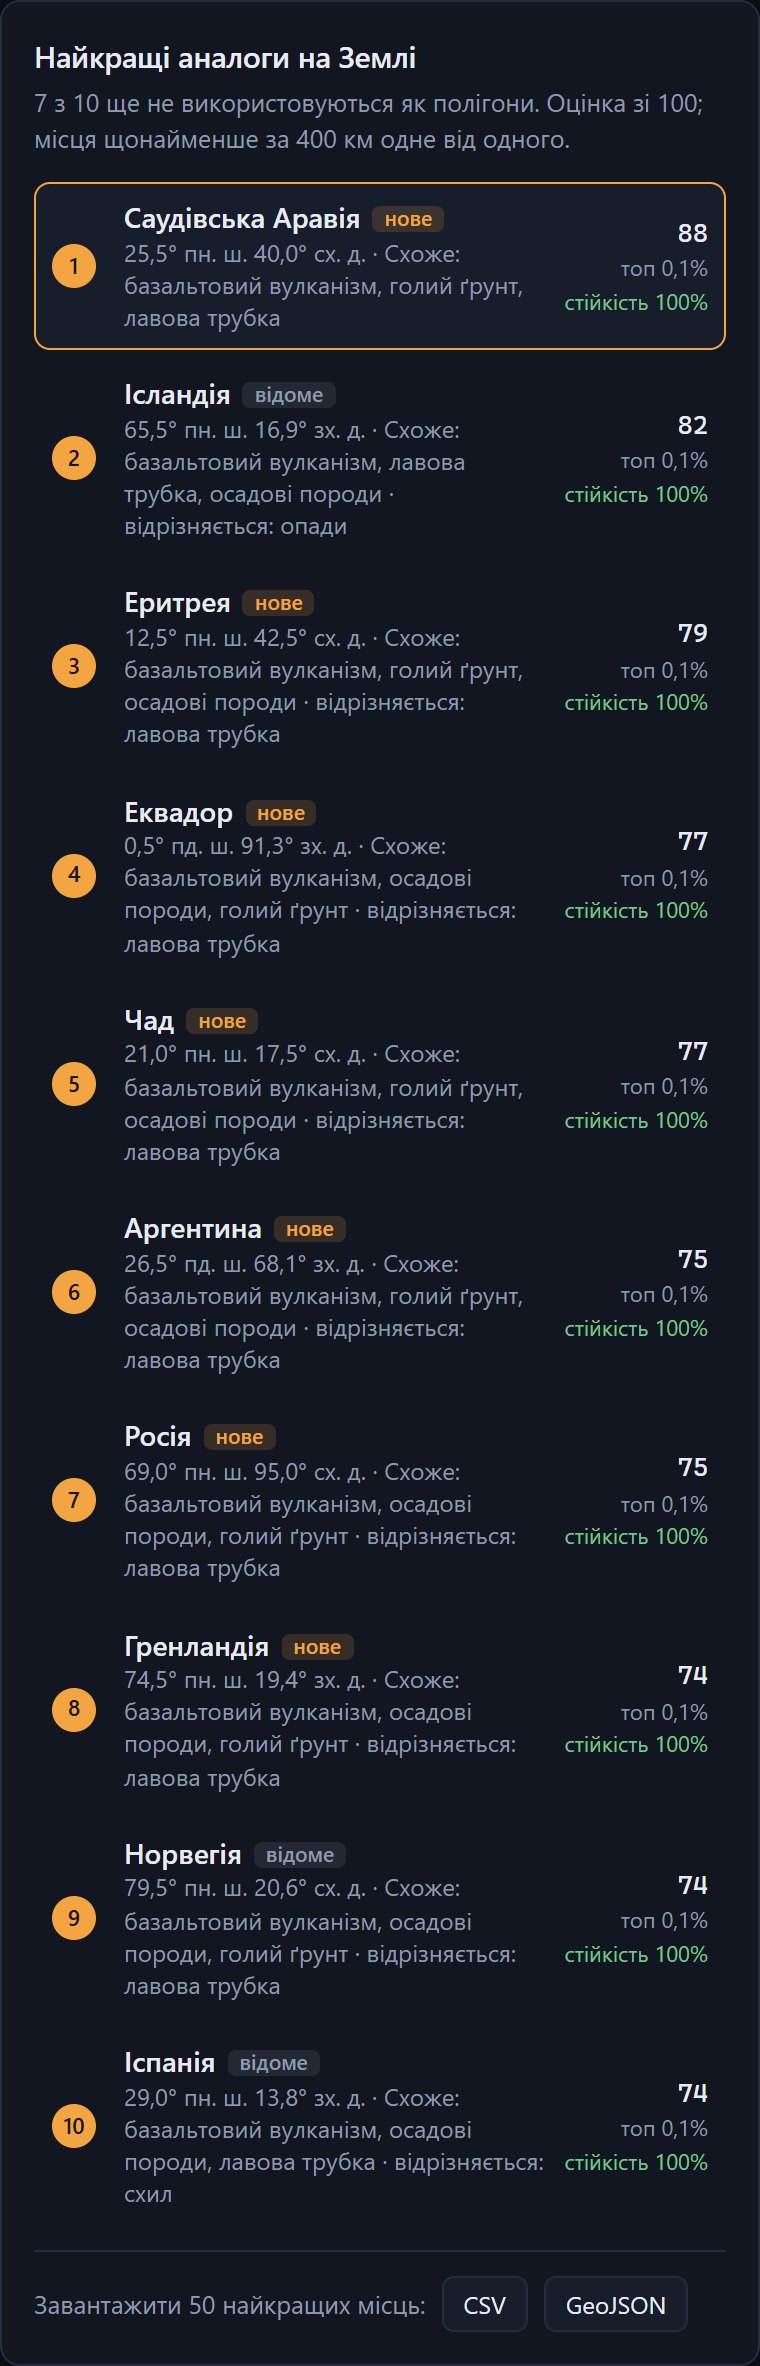 Найкращі аналоги на Землі
7 з 10 ще не використовуються як полігони. Оцінка зі 100;
місця щонайменше за 400 км одне від одного.
1
Саудівська Аравія нове
25,5° пн. ш. 40,0° сх. д. · Схоже:
базальтовий вулканізм, голий ґрунт,
лавова трубка
88
топ 0,1%
стійкість 100%
2
Ісландія відоме
65,5° пн. ш. 16,9° зх. д. · Схоже:
базальтовий вулканізм, лавова
трубка, осадові породи ·
відрізняється: опади
82
топ 0,1%
стійкість 100%
3
Еритрея нове
12,5° пн. ш. 42,5° сх. д. · Схоже:
базальтовий вулканізм, голий ґрунт,
осадові породи · відрізняється:
лавова трубка
79
топ 0,1%
стійкість 100%
4
Еквадор нове
0,5° пд. ш. 91,3° зх. д. · Схоже:
базальтовий вулканізм, осадові
породи, голий ґрунт · відрізняється:
лавова трубка
77
топ 0,1%
стійкість 100%
5
Чад нове
21,0° пн. ш. 17,5° сх. д. · Схоже:
базальтовий вулканізм, голий ґрунт,
осадові породи · відрізняється:
лавова трубка
77
топ 0,1%
стійкість 100%
6
Аргентина нове
26,5° пд. ш. 68,1° зх. д. · Схоже:
базальтовий вулканізм, голий ґрунт,
осадові породи · відрізняється:
лавова трубка
75
топ 0,1%
стійкість 100%
7
Росія нове
69,0° пн. ш. 95,0° сх. д. · Схоже:
базальтовий вулканізм, осадові
породи, голий ґрунт · відрізняється:
лавова трубка
75
топ 0,1%
стійкість 100%
8
Гренландія нове
74,5° пн. ш. 19,4° зх. д. · Схоже:
базальтовий вулканізм, осадові
породи, голий ґрунт · відрізняється:
лавова трубка
74
топ 0,1%
стійкість 100%
9
Норвегія відоме
79,5° пн. ш. 20,6° сх. д. · Схоже:
базальтовий вулканізм, осадові
породи, голий ґрунт · відрізняється:
лавова трубка
74
топ 0,1%
стійкість 100%
10
Іспанія відоме
29,0° пн. ш. 13,8° зх. д. · Схоже:
базальтовий вулканізм, осадові
породи, лавова трубка · відрізняється:
схил
74
топ 0,1%
стійкість 100%
Завантажити 50 найкращих місць: CSV GeoJSON